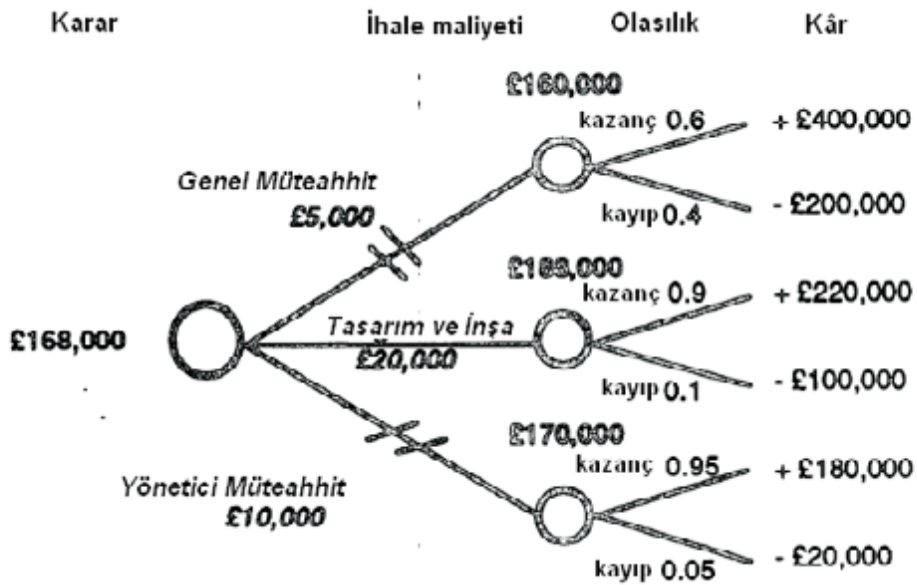 Karar İhale maliyeti Olasılık Kâr
£160,000
kazanç 0.6 + £400,000
Genel Müteahhit
£5,000
kayıp 0.4 - £200,000
kazanç 0.9 + £220,000
£168,000
Tasarım ve İnşa
£20,000
kayıp 0.1 - £100,000
£170,000
kazanç 0.95 + £180,000
Yönetici Müteahhit
£10,000
kayıp 0.05 - £20,000